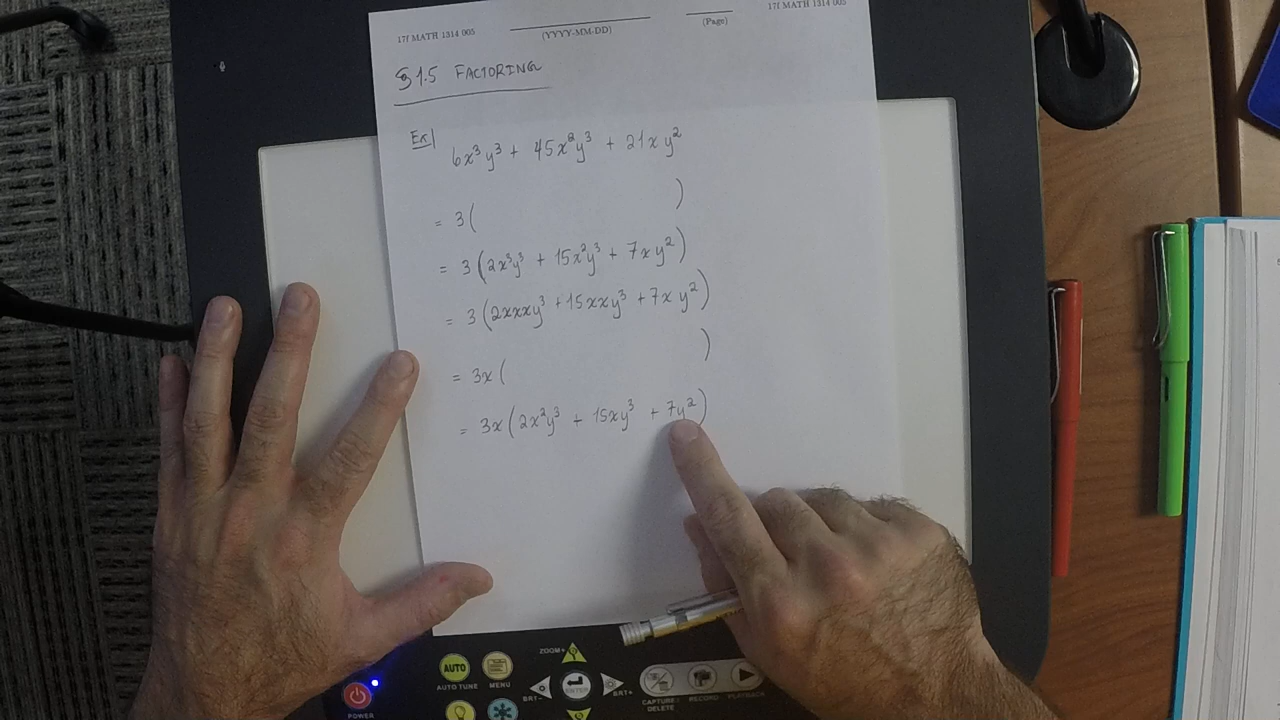 17f MATH 1314 005
(YYYY-MM-DD)
(Page)
17f MATH 1314 005
§1.5 FACTORING
Ex1
6x³y³ + 45x²y³ + 21xy²
= 3( )
= 3(2x³y³ + 15x²y³ + 7xy²)
= 3(2xxxy³ + 15xxy³ + 7xy²)
= 3x( )
= 3x(2x²y³ + 15xy³ + 7y²)
ZOOM+
AUTO
AUTO TUNE
MENU
BRT-
ENTER
BRT+
CAPTURE/
DELETE
RECORD
PLAYBACK
POWER